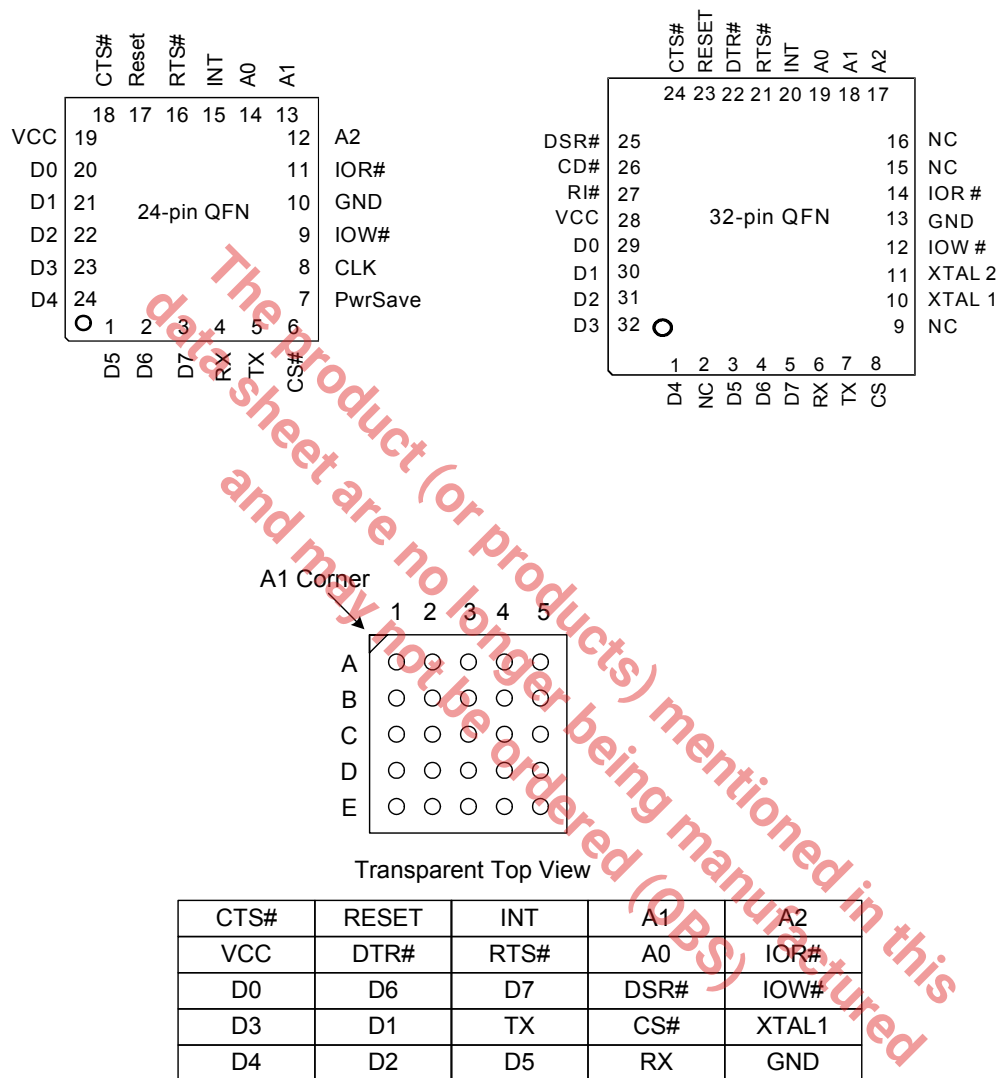 CTS# Reset RTS# INT A0 A1
18 17 16 15 14 13
VCC 19 12 A2
D0 20 11 IOR#
D1 21 24-pin QFN 10 GND
D2 22 9 IOW#
D3 23 8 CLK
D4 24 7 PwrSave
1 2 3 4 5 6
D5 D6 D7 RX TX CS#
CTS# RESET DTR# RTS# INT A0 A1 A2
24 23 22 21 20 19 18 17
DSR# 25 16 NC
CD# 26 15 NC
RI# 27 14 IOR #
VCC 28 32-pin QFN 13 GND
D0 29 12 IOW #
D1 30 11 XTAL 2
D2 31 10 XTAL 1
D3 32 9 NC
1 2 3 4 5 6 7 8
D4 NC D5 D6 D7 RX TX CS
A1 Corner
1 2 3 4 5
A
B
C
D
E
Transparent Top View
CTS# RESET INT A1 A2
VCC DTR# RTS# A0 IOR#
D0 D6 D7 DSR# IOW#
D3 D1 TX CS# XTAL1
D4 D2 D5 RX GND
The product (or products) mentioned in this
data sheet are no longer being manufactured
and may not be ordered (OBS)